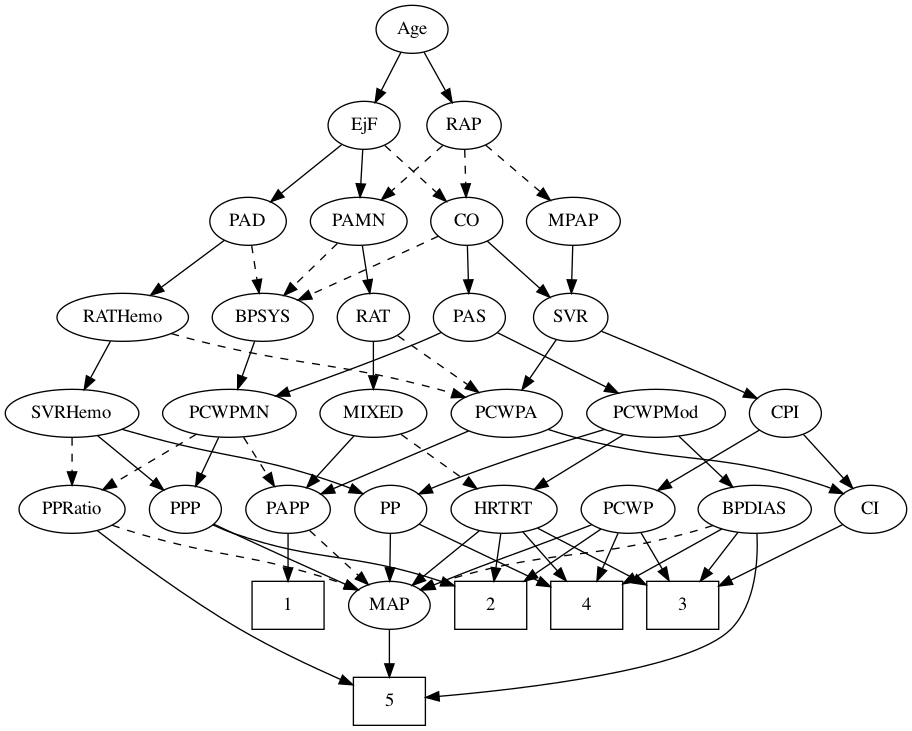 Age
EjF
RAP
PAD
PAMN
CO
MPAP
RATHemo
BPSYS
RAT
PAS
SVR
SVRHemo
PCWPMN
MIXED
PCWPA
PCWPMod
CPI
PPRatio
PPP
PAPP
PP
HRTRT
PCWP
BPDIAS
CI
1
MAP
2
4
3
5